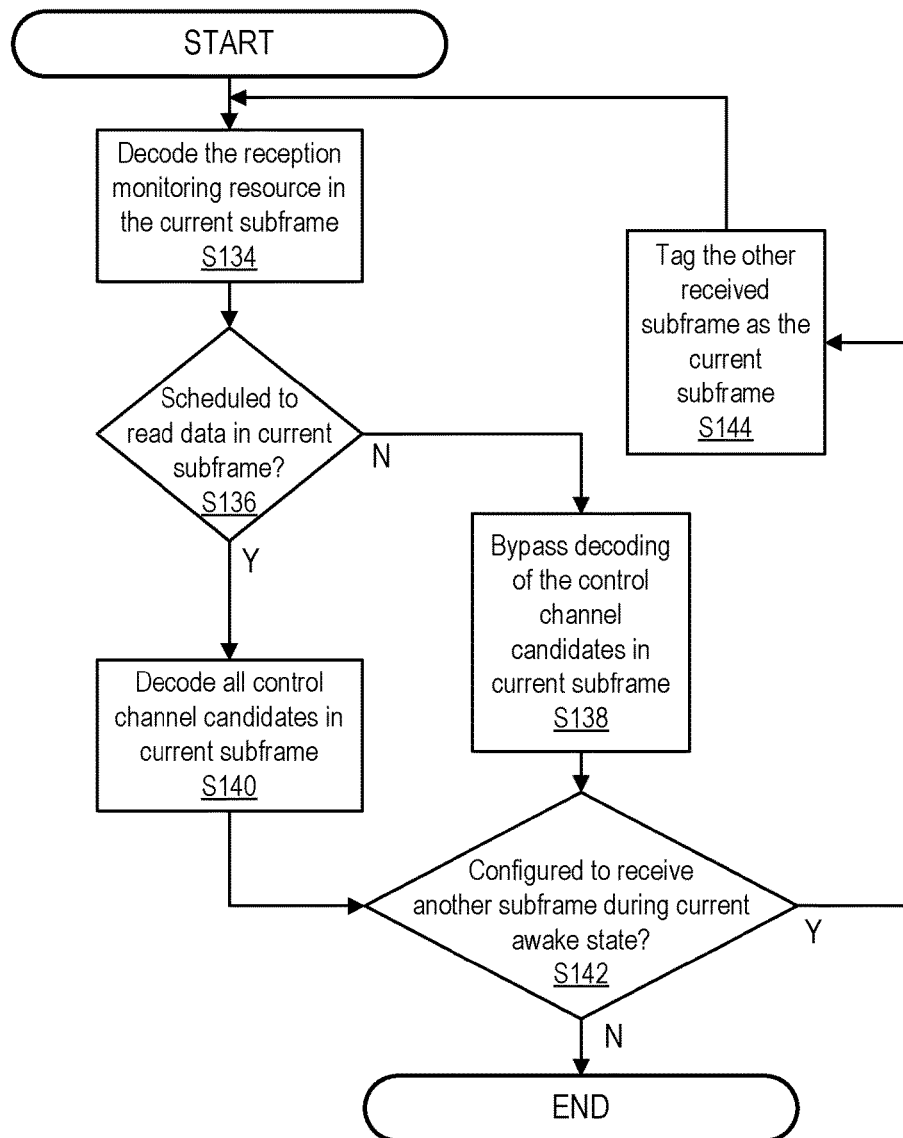 START
Decode the reception
monitoring resource in
the current subframe
S134
Scheduled to
read data in current
subframe?
S136
N
Y
Decode all control
channel candidates in
current subframe
S140
Bypass decoding
of the control
channel
candidates in
current subframe
S138
Tag the other
received
subframe as the
current
subframe
S144
Configured to receive
another subframe during current
awake state?
S142
Y
N
END